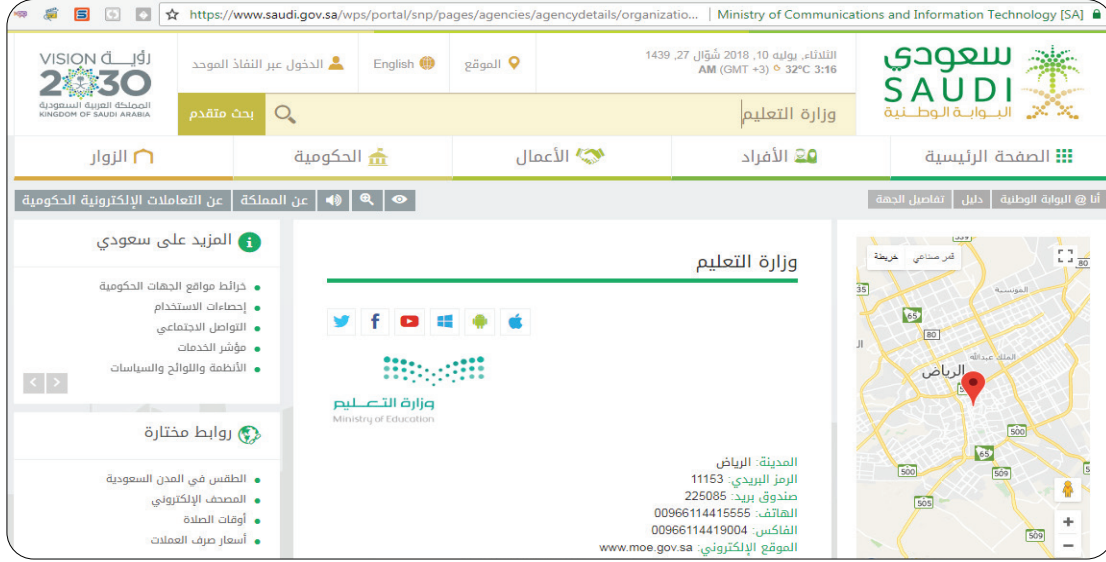 https://www.saudi.gov.sa/wps/portal/snp/pages/agencies/agencydetails/organizatio... | Ministry of Communications and Information Technology [SA]
سعودي
SAUDI
البوابة الوطنية
الثلاثاء, يوليه 10, 2018 شوّال 27, 1439
3:16 AM (GMT +3) 32°C
الموقع
English
الدخول عبر النفاذ الموحد
رؤية VISION
2030
المملكة العربية السعودية
KINGDOM OF SAUDI ARABIA
وزارة التعليم
بحث متقدم
الصفحة الرئيسية
الأفراد
الأعمال
الحكومية
الزوار
أنا @ البوابة الوطنية
دليل
تفاصيل الجهة
عن المملكة
عن التعاملات الإلكترونية الحكومية
خريطة
قمر صناعي
80
35
65
80
الملك عبدالله
الرياض
500
65
500
509
505
509
وزارة التعليم
وزارة التعليم
Ministry of Education
المدينة: الرياض
الرمز البريدي: 11153
صندوق بريد: 225085
الهاتف: 00966114415555
الفاكس: 00966114419004
الموقع الإلكتروني: www.moe.gov.sa
المزيد على سعودي
خرائط مواقع الجهات الحكومية
إحصاءات الاستخدام
التواصل الاجتماعي
مؤشر الخدمات
الأنظمة واللوائح والسياسات
روابط مختارة
الطقس في المدن السعودية
المصحف الإلكتروني
أوقات الصلاة
أسعار صرف العملات